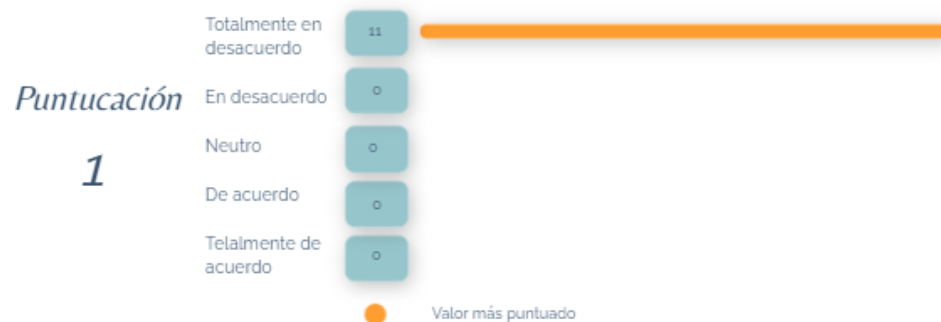 Totalmente en
desacuerdo
11
En desacuerdo
0
Puntucación
1
Neutro
0
De acuerdo
0
Telalmente de
acuerdo
0
Valor más puntuado